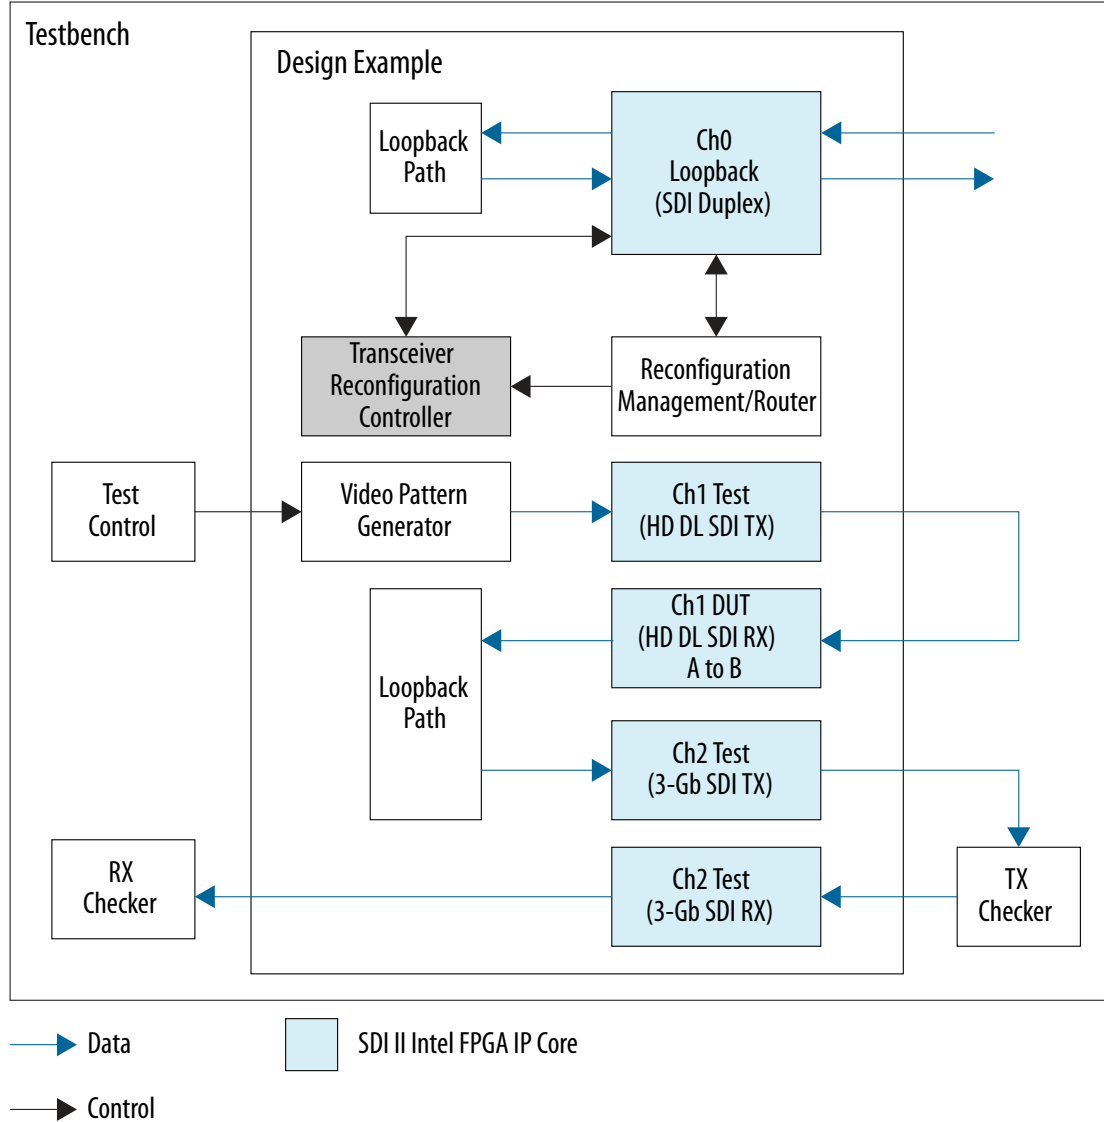 Testbench
Design Example
Loopback
Path
Ch0
Loopback
(SDI Duplex)
Transceiver
Reconfiguration
Controller
Reconfiguration
Management/Router
Test
Control
Video Pattern
Generator
Ch1 Test
(HD DL SDI TX)
Ch1 DUT
(HD DL SDI RX)
A to B
Loopback
Path
Ch2 Test
(3-Gb SDI TX)
RX
Checker
Ch2 Test
(3-Gb SDI RX)
TX
Checker
Data
SDI II Intel FPGA IP Core
Control